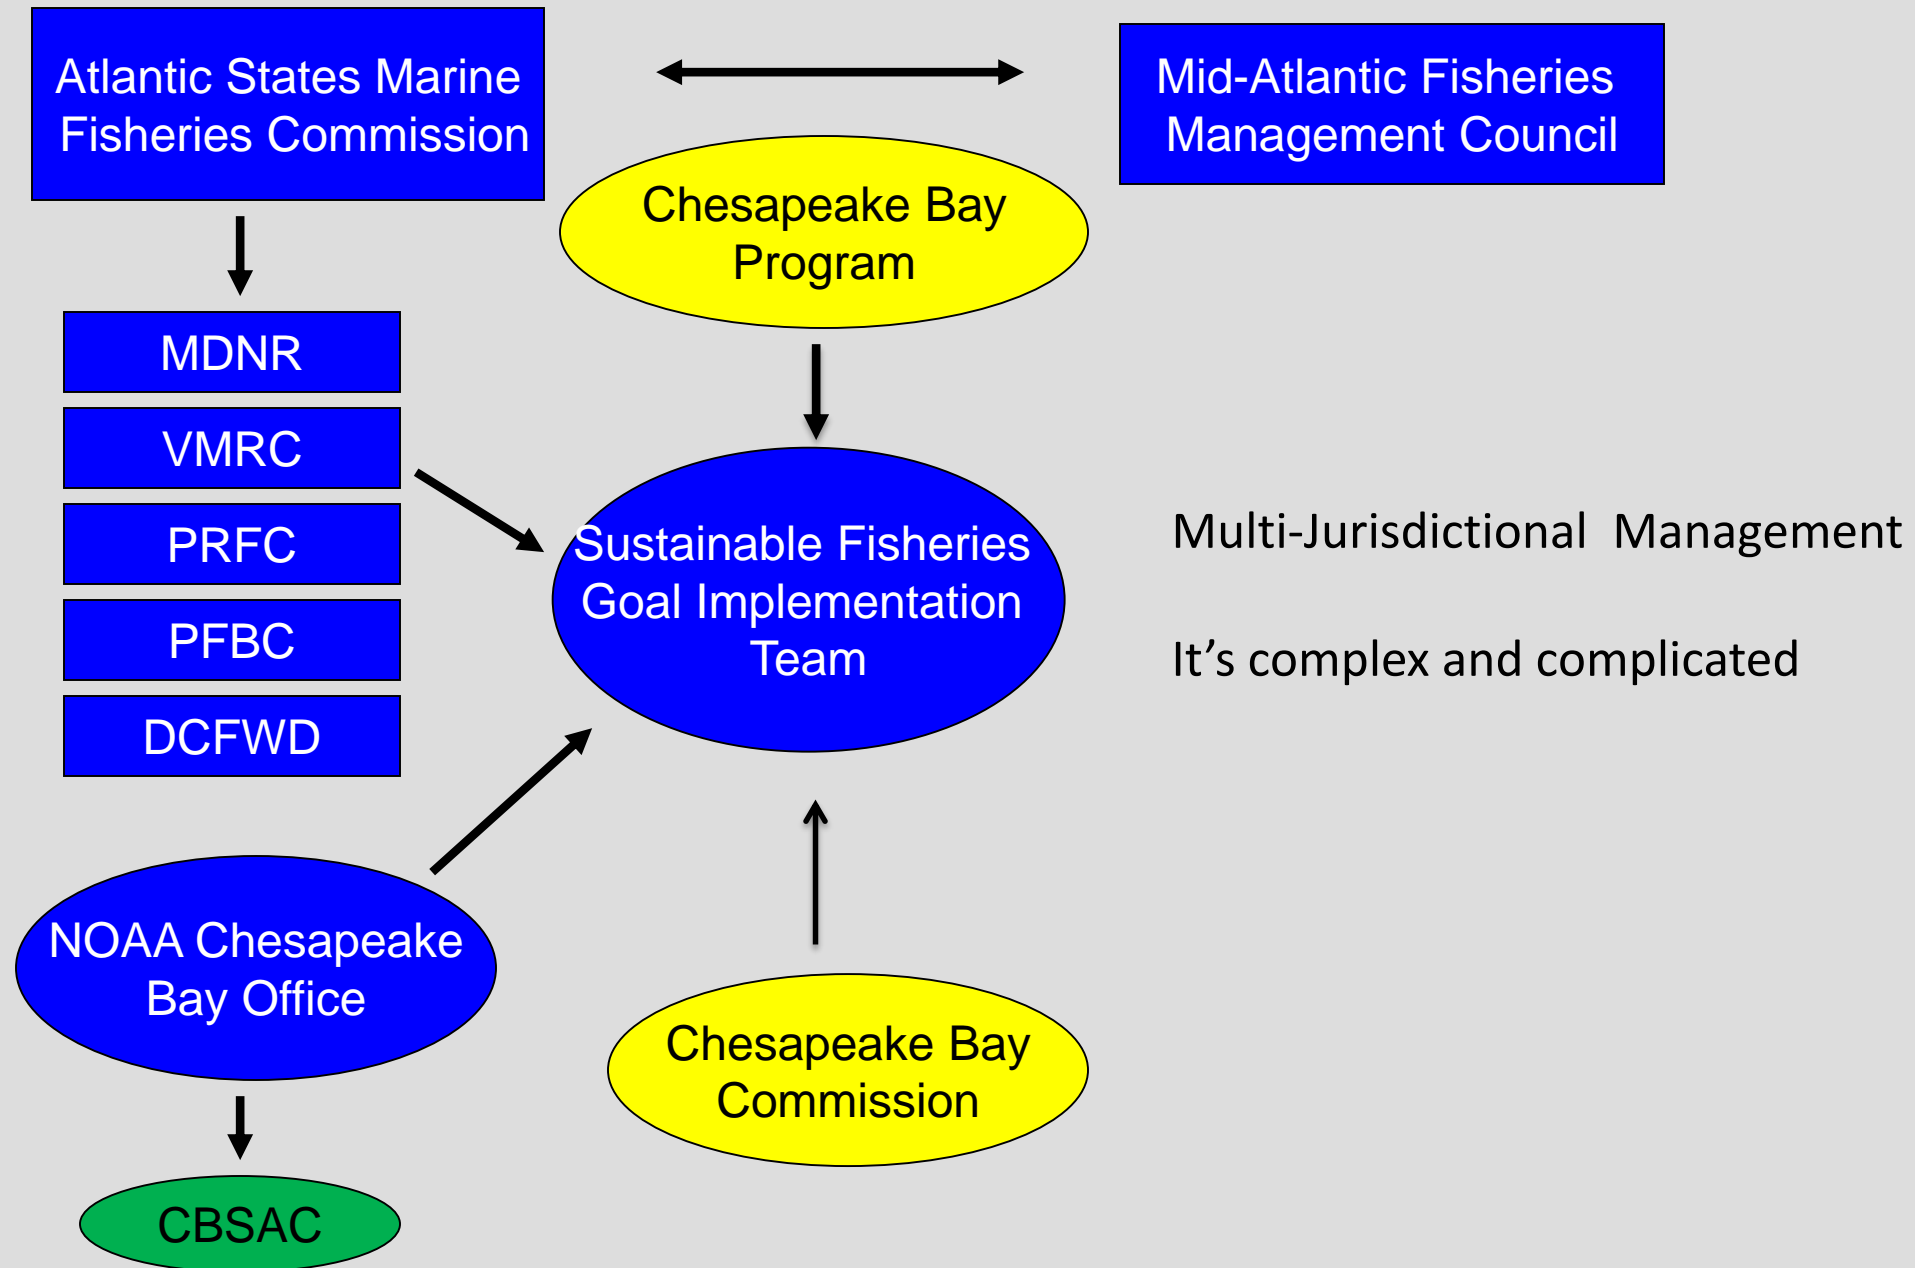 Atlantic States Marine
Fisheries Commission
Mid-Atlantic Fisheries
Management Council
Chesapeake Bay
Program
MDNR
VMRC
PRFC
PFBC
DCFWD
Sustainable Fisheries
Goal Implementation
Team
Multi-Jurisdictional  Management
It’s complex and complicated
NOAA Chesapeake
Bay Office
Chesapeake Bay
Commission
CBSAC